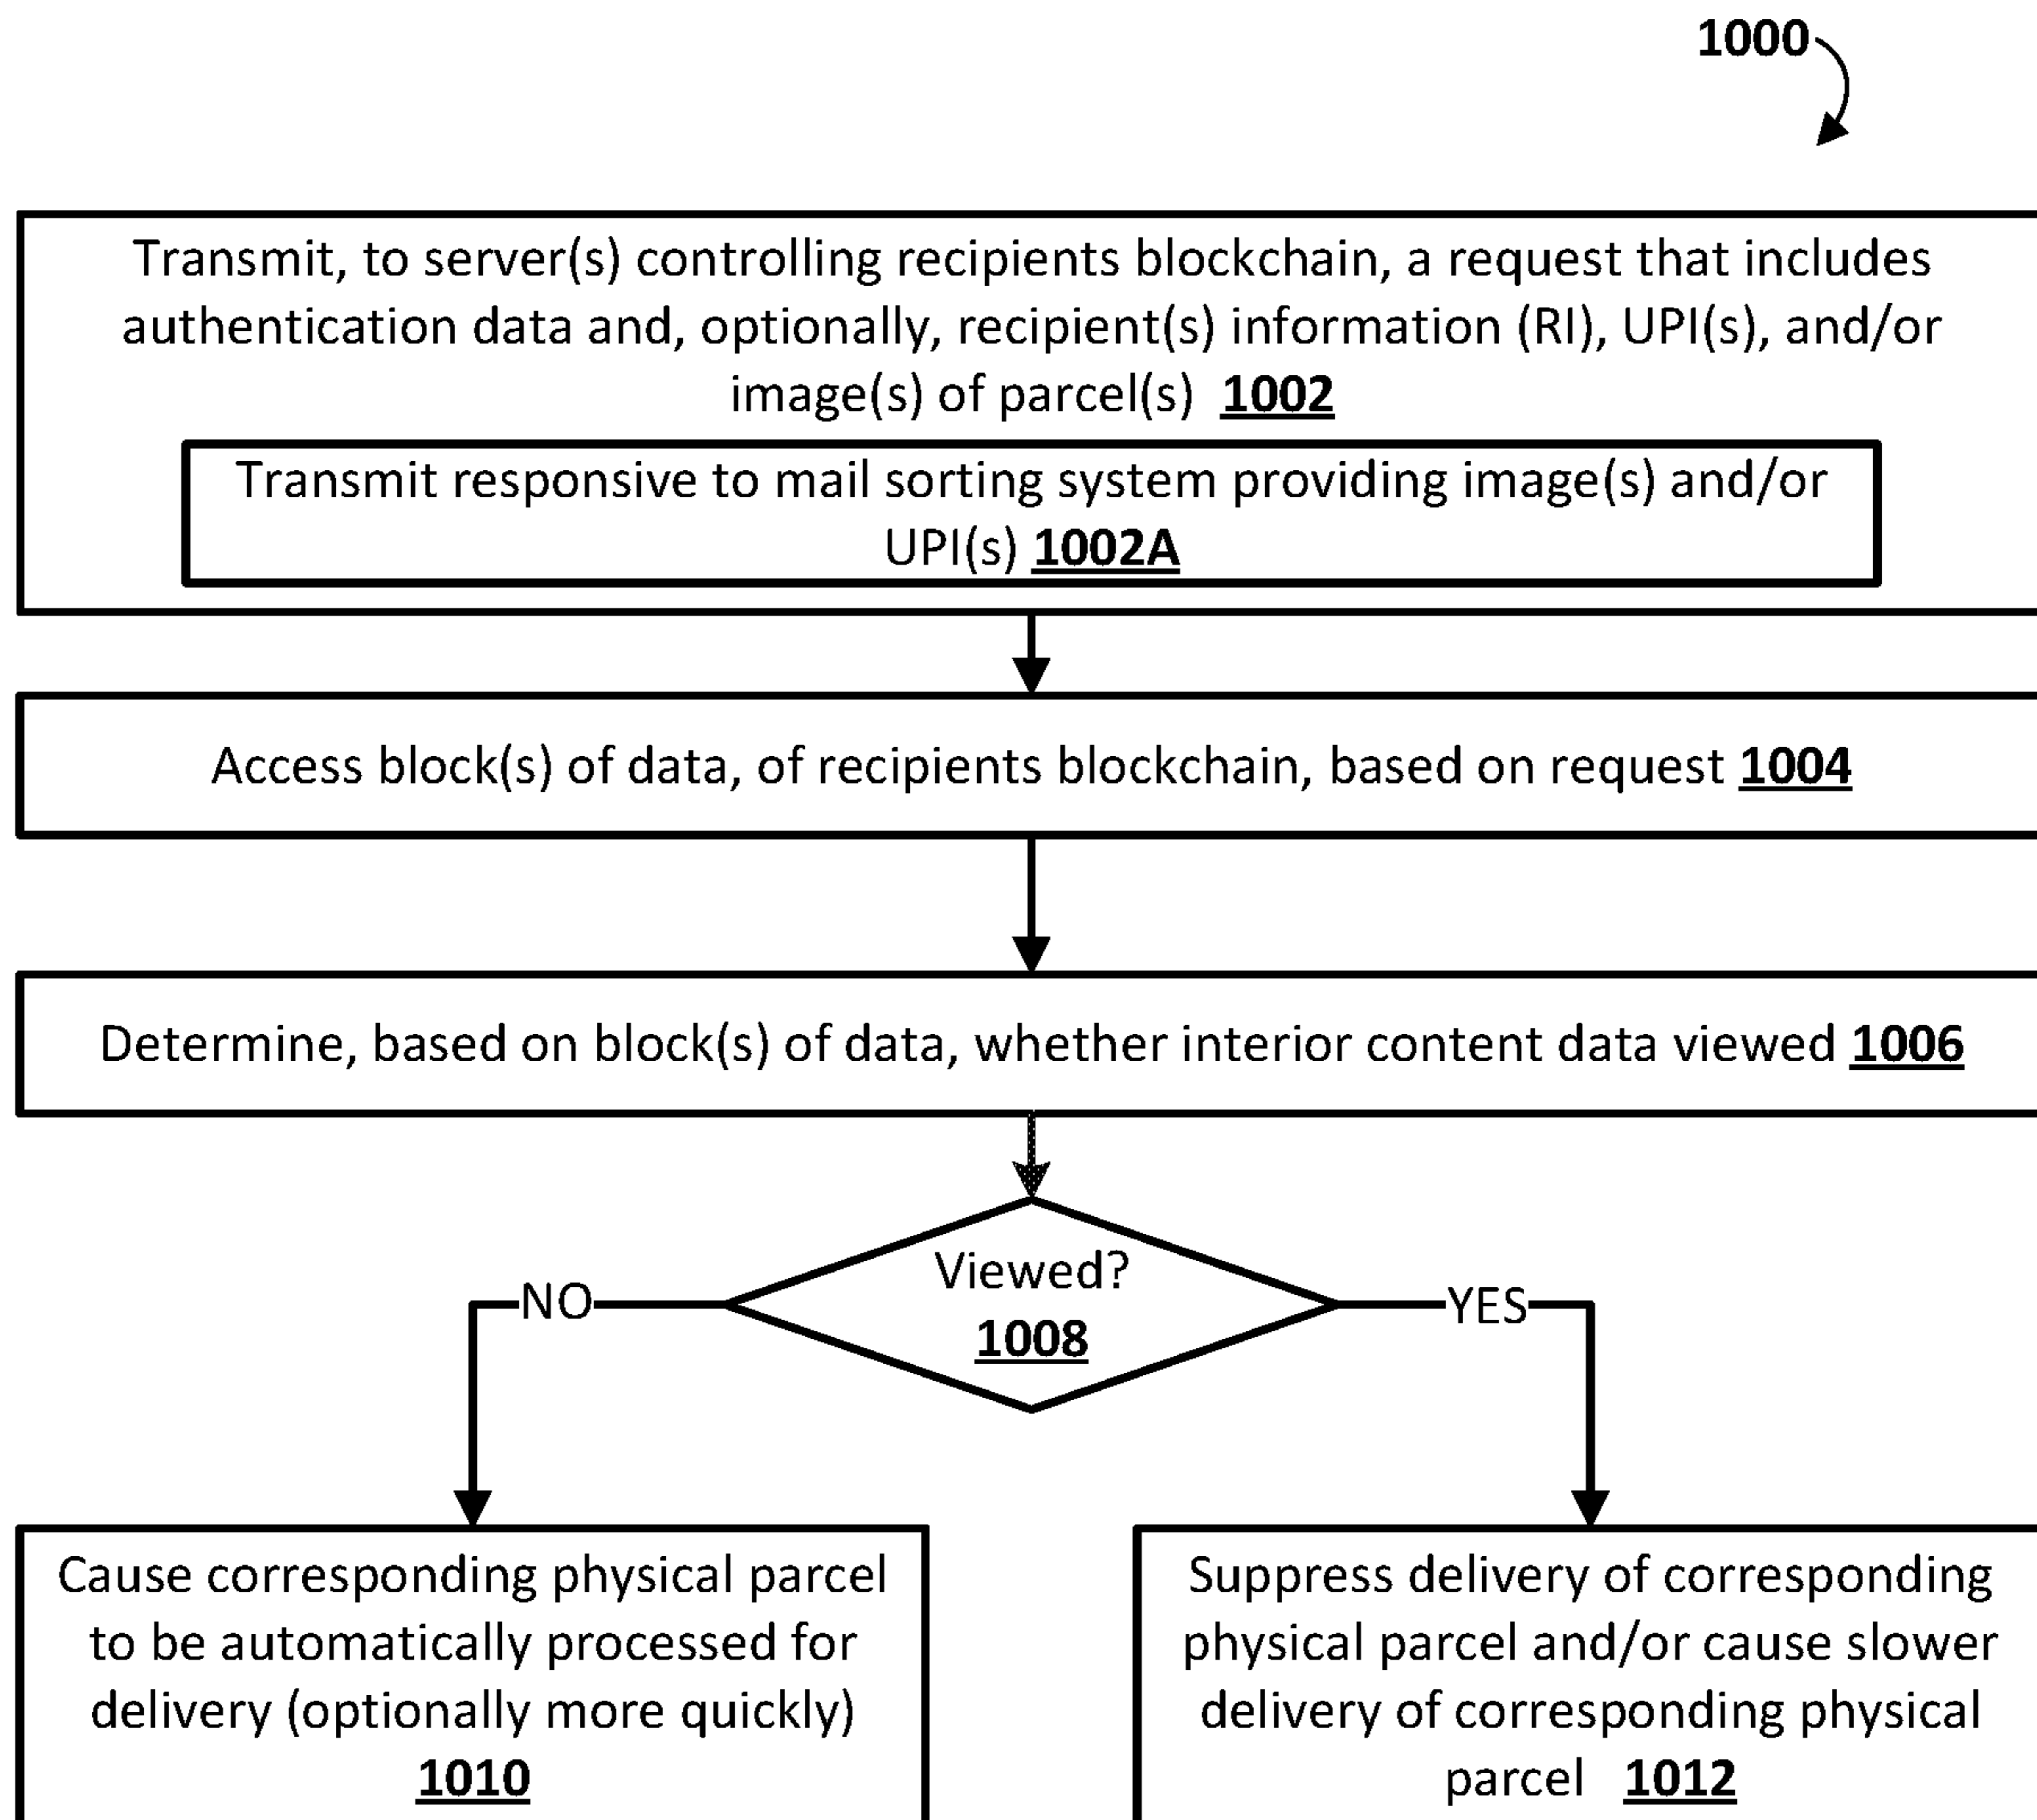 1000
Transmit, to server(s) controlling recipients blockchain, a request that includes
authentication data and, optionally, recipient(s) information (RI), UPI(s), and/or
image(s) of parcel(s) 1002
Transmit responsive to mail sorting system providing image(s) and/or
UPI(s) 1002A
Access block(s) of data, of recipients blockchain, based on request 1004
Determine, based on block(s) of data, whether interior content data viewed 1006
Viewed?
1008
NO
YES
Cause corresponding physical parcel
to be automatically processed for
delivery (optionally more quickly)
1010
Suppress delivery of corresponding
physical parcel and/or cause slower
delivery of corresponding physical
parcel 1012